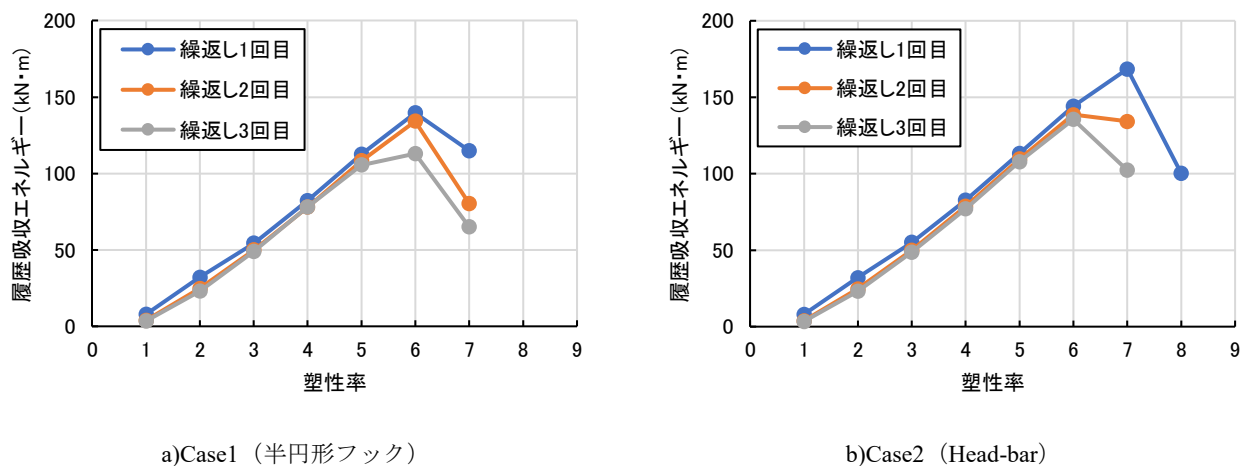 200
150
100
50
0
履歴吸収エネルギー(kN・m)
繰返し1回目
繰返し2回目
繰返し3回目
0 1 2 3 4 5 6 7 8 9
塑性率
a)Case1（半円形フック）
200
150
100
50
0
履歴吸収エネルギー(kN・m)
繰返し1回目
繰返し2回目
繰返し3回目
0 1 2 3 4 5 6 7 8 9
塑性率
b)Case2（Head-bar）